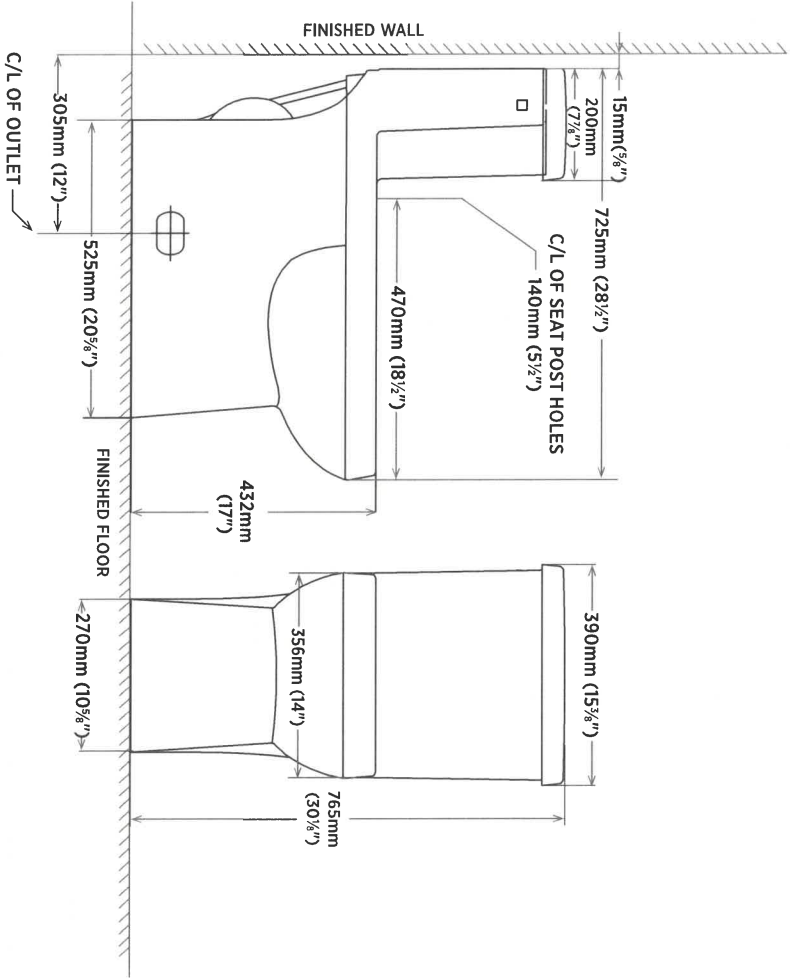 FINISHED WALL
15mm(⅝")
200mm
(7⅞")
725mm (28½")
C/L OF SEAT POST HOLES
140mm (5½")
470mm (18½")
305mm (12")
C/L OF OUTLET
525mm (20⅝")
432mm
(17")
FINISHED FLOOR
390mm (15⅜")
356mm (14")
270mm (10⅝")
765mm
(30⅛")